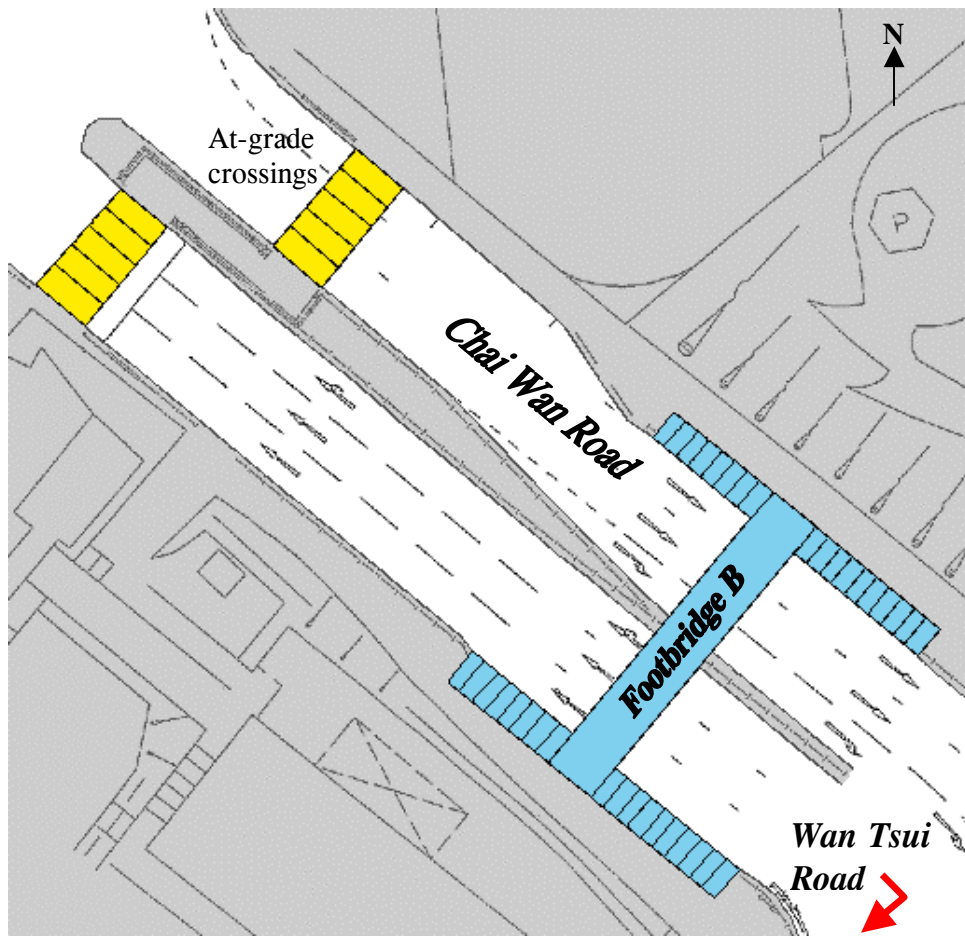 N
At-grade
crossings
P
Chai Wan Road
Footbridge B
Wan Tsui
Road